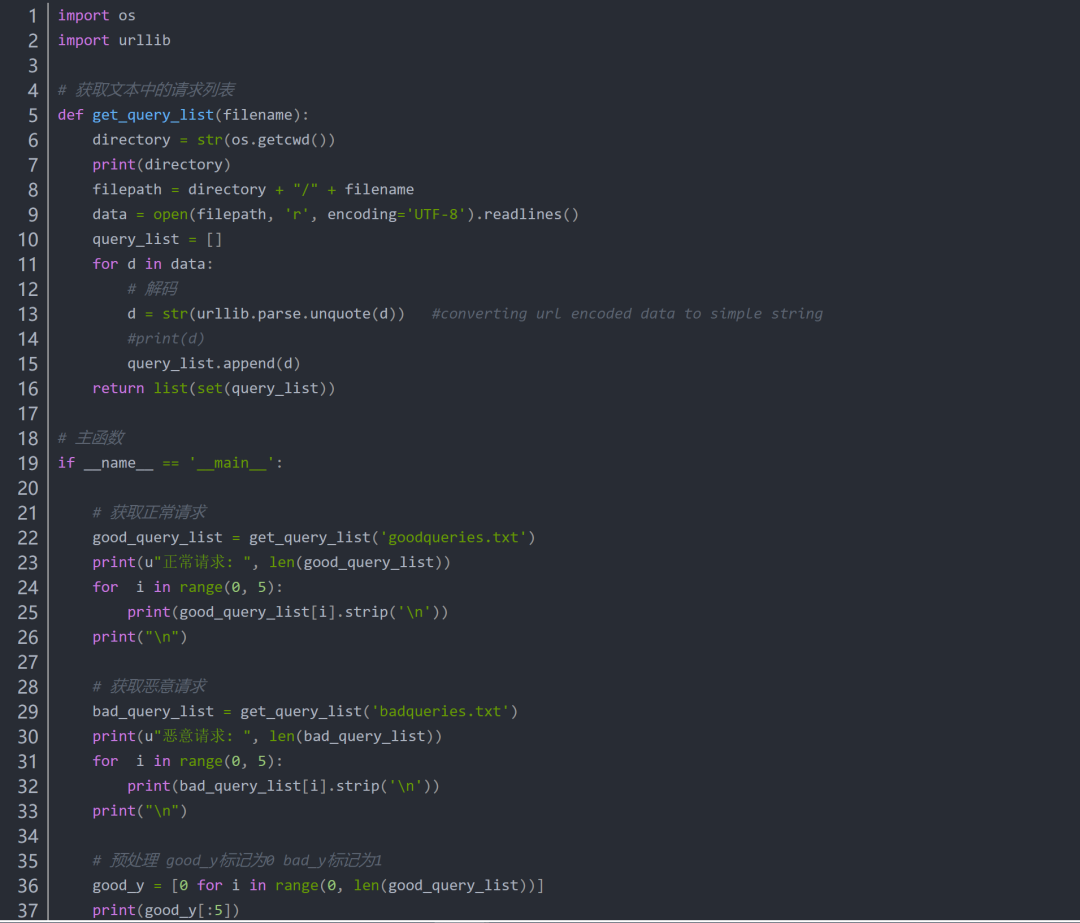 1 import os
2 import urllib
3
4 # 获取文本中的请求列表
5 def get_query_list(filename):
6     directory = str(os.getcwd())
7     print(directory)
8     filepath = directory + "/" + filename
9     data = open(filepath, 'r', encoding='UTF-8').readlines()
10     query_list = []
11     for d in data:
12         # 解码
13         d = str(urllib.parse.unquote(d))   #converting url encoded data to simple string
14         #print(d)
15         query_list.append(d)
16     return list(set(query_list))
17
18 # 主函数
19 if __name__ == '__main__':
20
21     # 获取正常请求
22     good_query_list = get_query_list('goodqueries.txt')
23     print(u"正常请求: ", len(good_query_list))
24     for  i in range(0, 5):
25         print(good_query_list[i].strip('\n'))
26     print("\n")
27
28     # 获取恶意请求
29     bad_query_list = get_query_list('badqueries.txt')
30     print(u"恶意请求: ", len(bad_query_list))
31     for  i in range(0, 5):
32         print(bad_query_list[i].strip('\n'))
33     print("\n")
34
35     # 预处理 good_y标记为0 bad_y标记为1
36     good_y = [0 for i in range(0, len(good_query_list))]
37     print(good_y[:5])